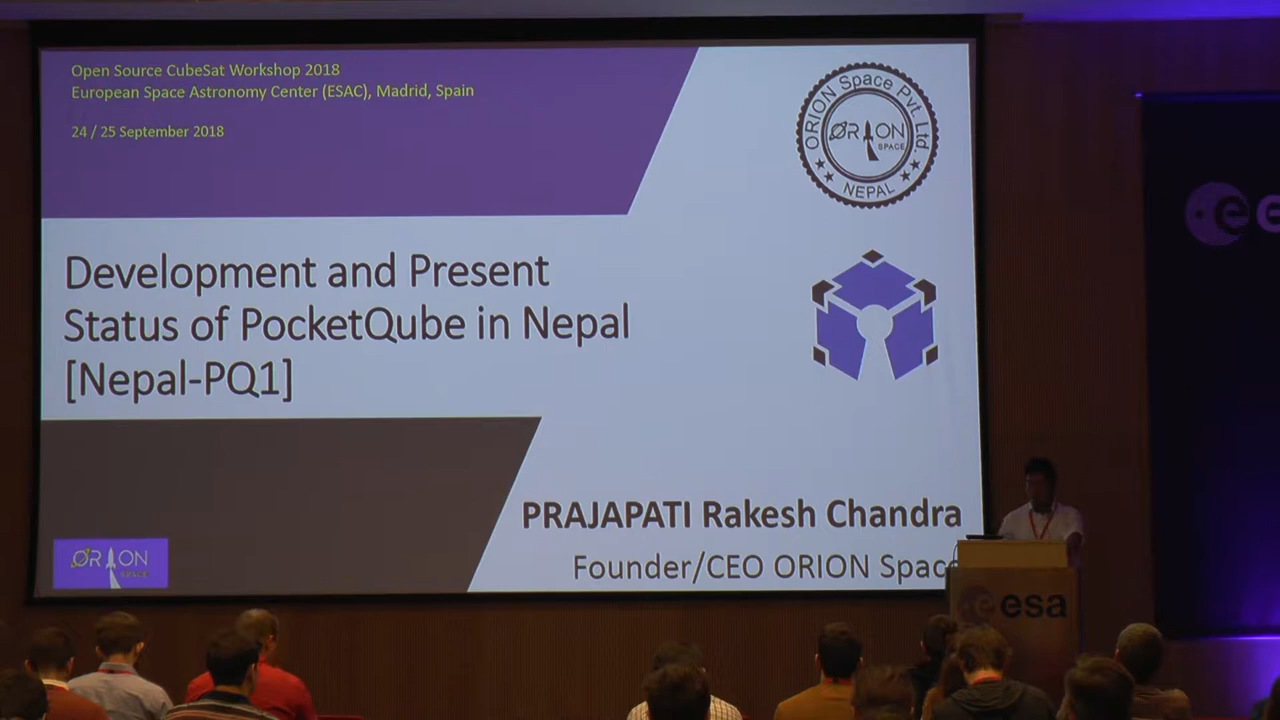 Open Source CubeSat Workshop 2018
European Space Astronomy Center (ESAC), Madrid, Spain
24 / 25 September 2018
ORION Space Pvt. Ltd.
ORION
SPACE
NEPAL
Development and Present
Status of PocketQube in Nepal
[Nepal-PQ1]
PRAJAPATI Rakesh Chandra
Founder/CEO ORION Space
ORION
SPACE
esa